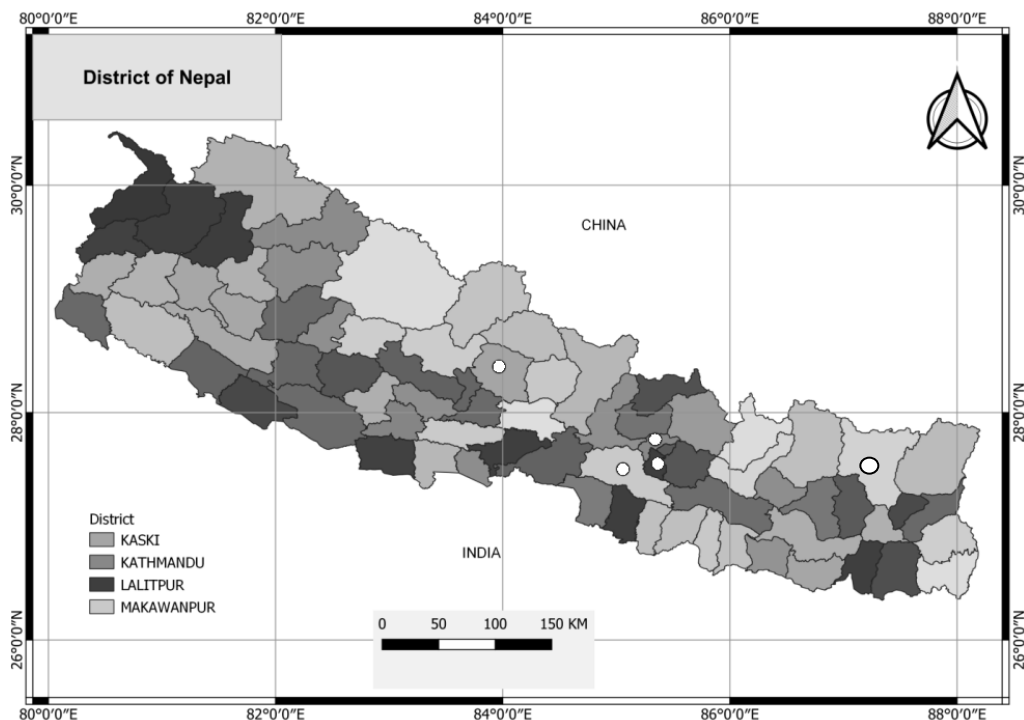 80°0'0"E 82°0'0"E 84°0'0"E 86°0'0"E 88°0'0"E
District of Nepal
30°0'0"N 30°0'0"N
CHINA
28°0'0"N 28°0'0"N
District
KASKI
INDIA
KATHMANDU
LALITPUR
MAKAWANPUR
0 50 100 150 KM
26°0'0"N 26°0'0"N
80°0'0"E 82°0'0"E 84°0'0"E 86°0'0"E 88°0'0"E